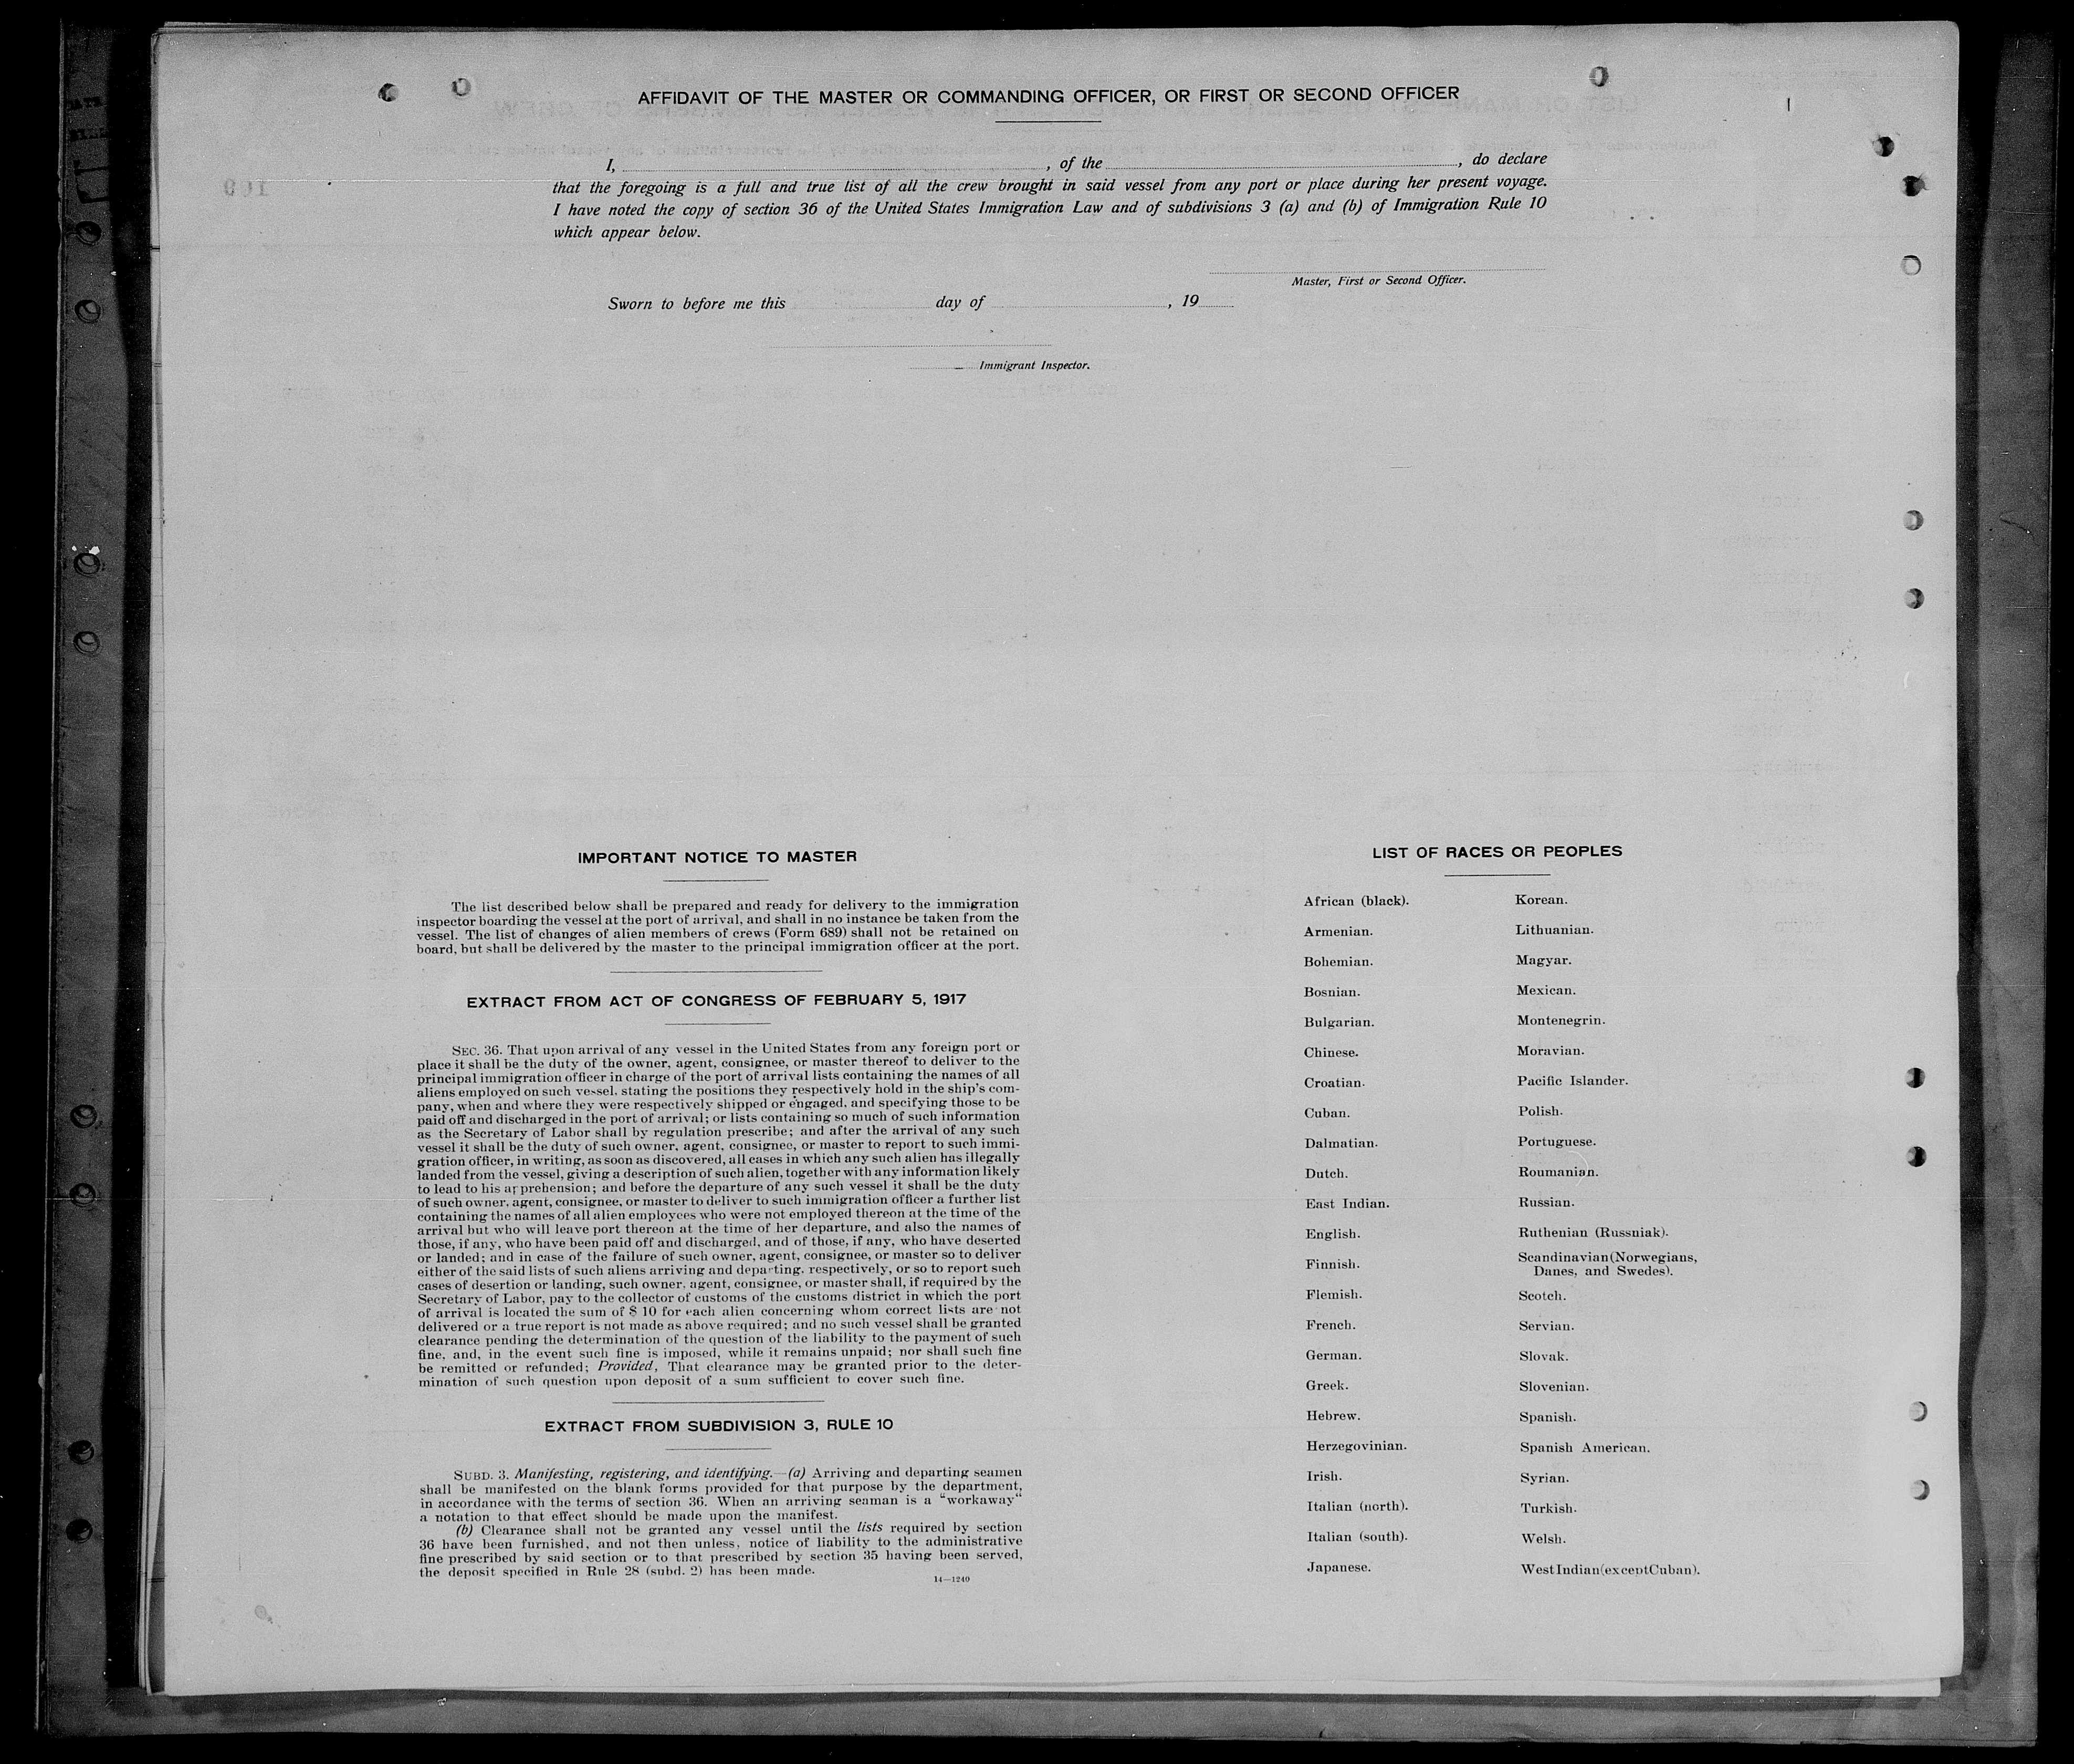 AFFIDAVIT OF THE MASTER OR COMMANDING OFFICER, OR FIRST OR SECOND OFFICER
I, , of the , do declare
that the foregoing is a full and true list of all the crew brought in said vessel from any port or place during her present voyage.
I have noted the copy of section 36 of the United States Immigration Law and of subdivisions 3 (a) and (b) of Immigration Rule 10
which appear below.
Master, First or Second Officer.
Sworn to before me this day of , 19
Immigrant Inspector.
IMPORTANT NOTICE TO MASTER
The list described below shall be prepared and ready for delivery to the immigration
inspector boarding the vessel at the port of arrival, and shall in no instance be taken from the
vessel. The list of changes of alien members of crews (Form 689) shall not be retained on
board, but shall be delivered by the master to the principal immigration officer at the port.
EXTRACT FROM ACT OF CONGRESS OF FEBRUARY 5, 1917
SEC. 36. That upon arrival of any vessel in the United States from any foreign port or
place it shall be the duty of the owner, agent, consignee, or master thereof to deliver to the
principal immigration officer in charge of the port of arrival lists containing the names of all
aliens employed on such vessel, stating the positions they respectively hold in the ship's com-
pany, when and where they were respectively shipped or engaged, and specifying those to be
paid off and discharged in the port of arrival; or lists containing so much of such information
as the Secretary of Labor shall by regulation prescribe; and after the arrival of any such
vessel it shall be the duty of such owner, agent, consignee, or master to report to such immi-
gration officer, in writing, as soon as discovered, all cases in which any such alien has illegally
landed from the vessel, giving a description of such alien, together with any information likely
to lead to his apprehension; and before the departure of any such vessel it shall be the duty
of such owner, agent, consignee, or master to deliver to such immigration officer a further list
containing the names of all alien employees who were not employed thereon at the time of the
arrival but who will leave port thereon at the time of her departure, and also the names of
those, if any, who have been paid off and discharged, and of those, if any, who have deserted
or landed; and in case of the failure of such owner, agent, consignee, or master so to deliver
either of the said lists of such aliens arriving and departing, respectively, or so to report such
cases of desertion or landing, such owner, agent, consignee, or master shall, if required by the
Secretary of Labor, pay to the collector of customs of the customs district in which the port
of arrival is located the sum of $ 10 for each alien concerning whom correct lists are not
delivered or a true report is not made as above required; and no such vessel shall be granted
clearance pending the determination of the question of the liability to the payment of such
fine, and, in the event such fine is imposed, while it remains unpaid; nor shall such fine
be remitted or refunded; Provided, That clearance may be granted prior to the deter-
mination of such question upon deposit of a sum sufficient to cover such fine.
EXTRACT FROM SUBDIVISION 3, RULE 10
SUBD. 3. Manifesting, registering, and identifying.—(a) Arriving and departing seamen
shall be manifested on the blank forms provided for that purpose by the department,
in accordance with the terms of section 36. When an arriving seaman is a "workaway"
a notation to that effect should be made upon the manifest.
(b) Clearance shall not be granted any vessel until the lists required by section
36 have been furnished, and not then unless, notice of liability to the administrative
fine prescribed by said section or to that prescribed by section 35 having been served,
the deposit specified in Rule 28 (subd. 2) has been made.
14—1240
LIST OF RACES OR PEOPLES
African (black).
Armenian.
Bohemian.
Bosnian.
Bulgarian.
Chinese.
Croatian.
Cuban.
Dalmatian.
Dutch.
East Indian.
English.
Finnish.
Flemish.
French.
German.
Greek.
Hebrew.
Herzegovinian.
Irish.
Italian (north).
Italian (south).
Japanese.
Korean.
Lithuanian.
Magyar.
Mexican.
Montenegrin.
Moravian.
Pacific Islander.
Polish.
Portuguese.
Roumanian.
Russian.
Ruthenian (Russniak).
Scandinavian(Norwegians,
Danes, and Swedes).
Scotch.
Servian.
Slovak.
Slovenian.
Spanish.
Spanish American.
Syrian.
Turkish.
Welsh.
West Indian (except Cuban).